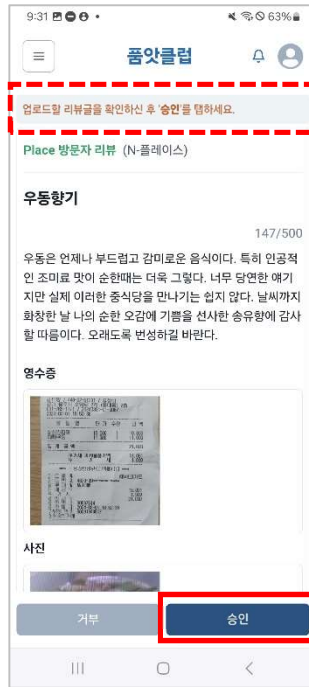 9:31
63%
품앗클럽
업로드할 리뷰글을 확인하신 후 '승인'를 탭하세요.
Place 방문자 리뷰 (N-플레이스)
우동향기
147/500
우동은 언제나 부드럽고 감미로운 음식이다. 특히 인공적
인 조미료 맛이 순한때는 더욱 그렇다. 너무 당연한 얘기
지만 실제 이러한 중식당을 만나기는 쉽지 않다. 날씨까지
화창한 날 나의 순한 오감에 기쁨을 선사한 송유향에 감사
할 따름이다. 오래도록 번성하길 바란다.
영수증
사진
거부
승인